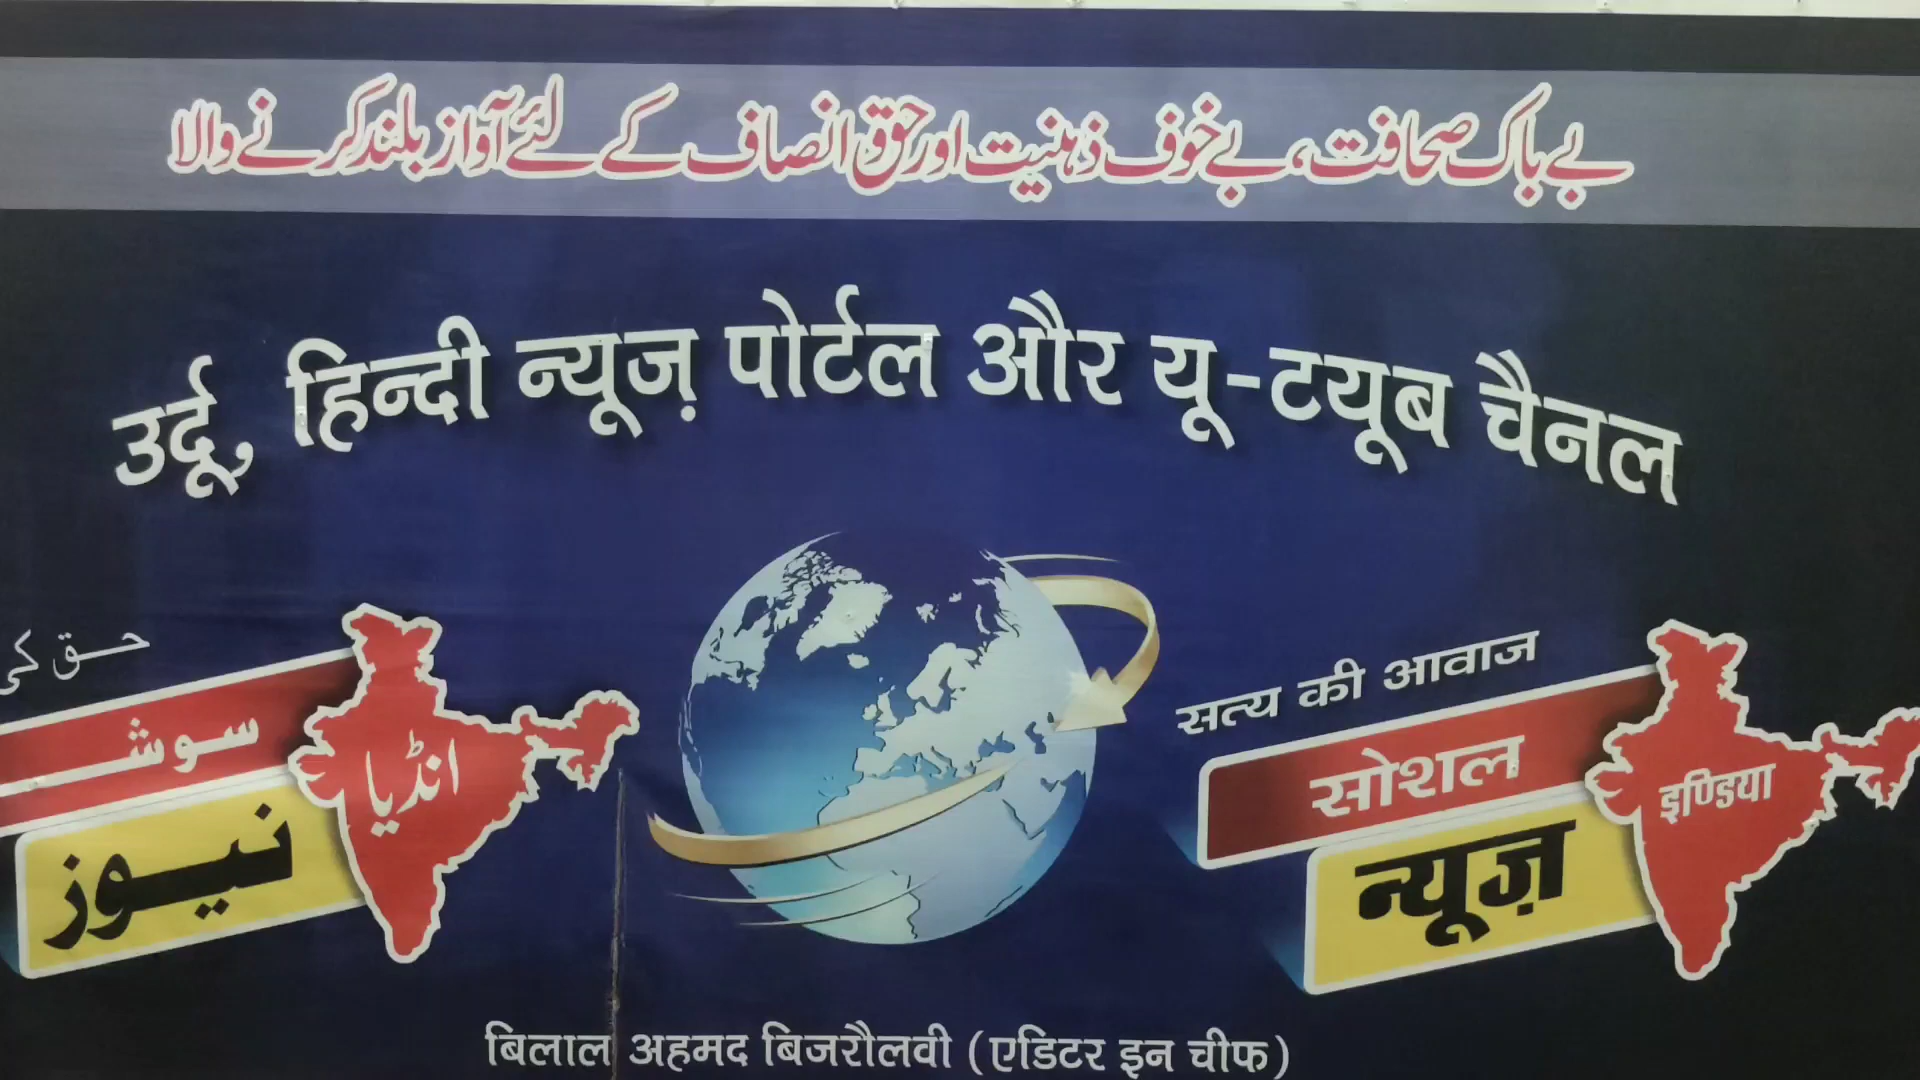 بے باک صحافت، بے خوف ذہنیت اور حق انصاف کے لئے آواز بلند کرنے والا
उर्दू, हिन्दी न्यूज़ पोर्टल और यू-टयूब चैनल
حق کی
سوشل
انڈیا
نیوز
सत्य की आवाज
सोशल
इण्डिया
न्यूज़
बिलाल अहमद बिजरौलवी (एडिटर इन चीफ)